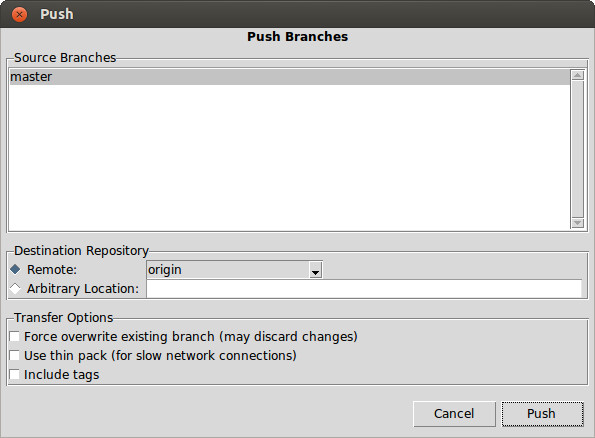 Push
Push Branches
Source Branches
master
Destination Repository
Remote: origin
Arbitrary Location:
Transfer Options
Force overwrite existing branch (may discard changes)
Use thin pack (for slow network connections)
Include tags
Cancel Push